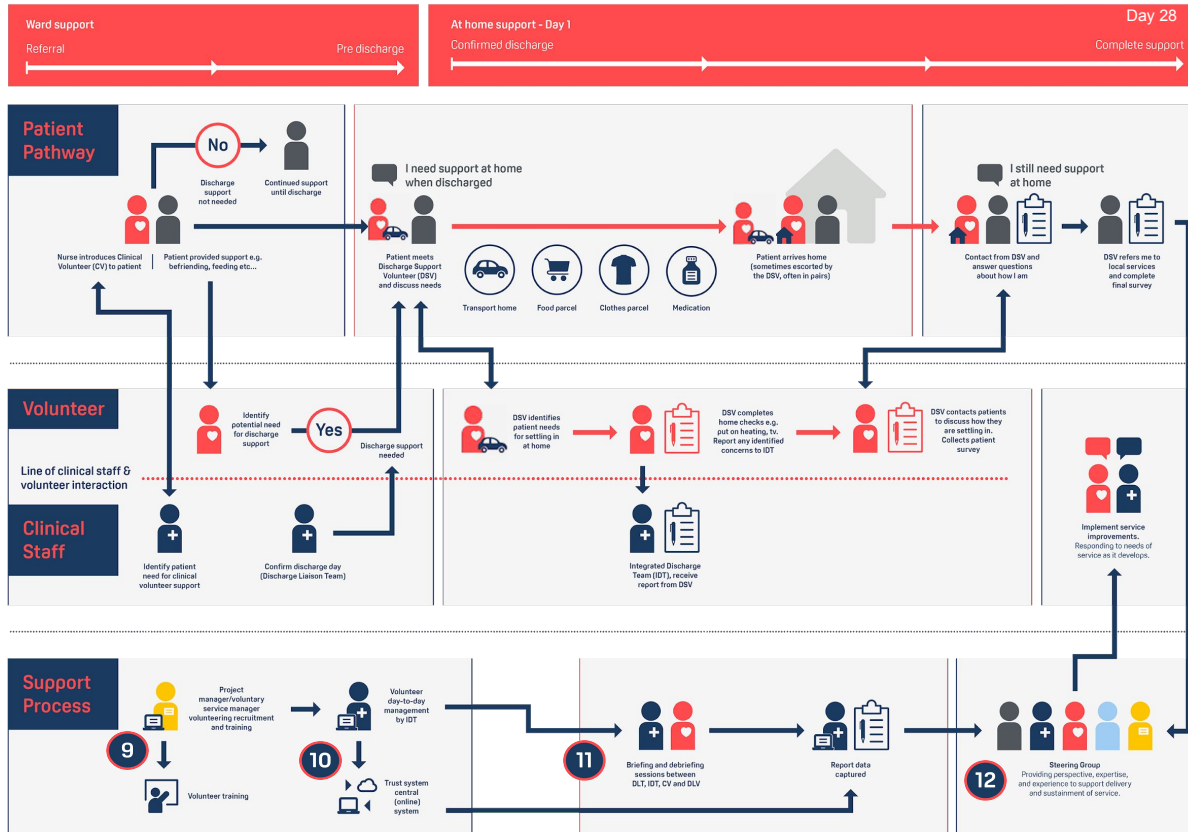 Ward support
Referral
Pre discharge
At home support - Day 1
Day 28
Confirmed discharge
Complete support
Patient
Pathway
No
Discharge
support
not needed
Continued support
until discharge
Nurse introduces Clinical
Volunteer (CV) to patient
Patient provided support e.g.
befriending, feeding etc...
I need support at home
when discharged
Patient meets
Discharge Support
Volunteer (DSV)
and discuss needs
Transport home
Food parcel
Clothes parcel
Medication
Patient arrives home
(sometimes escorted by
the DSV, often in pairs)
I still need support
at home
Contact from DSV and
answer questions
about how I am
DSV refers me to
local services and
complete
final survey
Volunteer
Identify
potential need
for discharge
support
Yes
Discharge support
needed
DSV identifies
patient needs
for settling in
at home
DSV completes
home checks e.g.
put on heating, tv.
Report any identified
concerns to IDT
DSV contacts patients
to discuss how they
are settling in.
Collects patient
survey
Line of clinical staff &
volunteer interaction
Clinical
Staff
Identify patient
need for clinical
volunteer support
Confirm discharge day
(Discharge Liaison Team)
Integrated Discharge
Team (IDT), receive
report from DSV
Implement service
improvements.
Responding to needs of
service as it develops.
Support
Process
Project
manager/voluntary
service manager
volunteering recruitment
and training
9
Volunteer training
Volunteer
day-to-day
management
by IDT
10
Trust system
central
(online)
system
11
Briefing and debriefing
sessions between
DLT, IDT, CV and DLV
Report data
captured
12
Steering Group
Providing perspective, expertise,
and experience to support delivery
and sustainment of service.